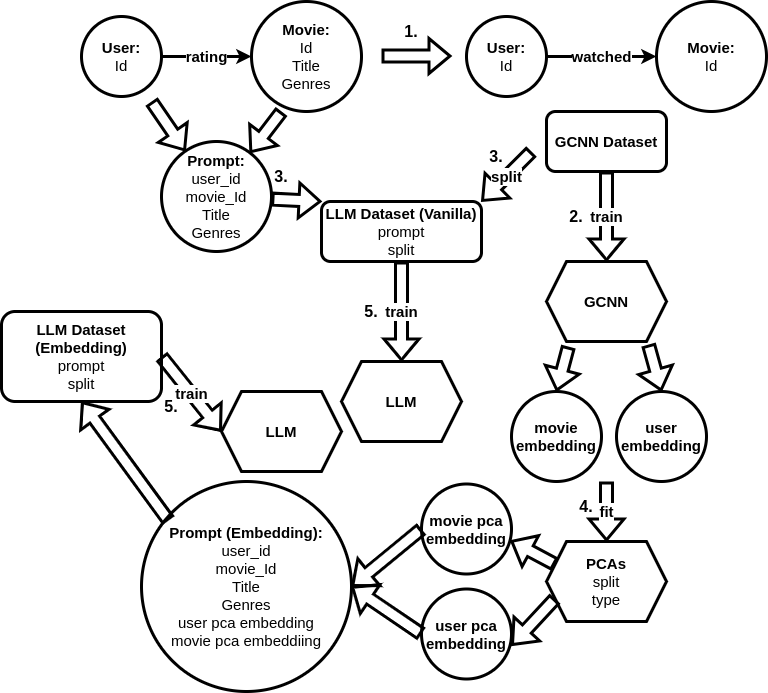 User:
Id
rating
Movie:
Id
Title
Genres
1.
User:
Id
watched
Movie:
Id
Prompt:
user_id
movie_Id
Title
Genres
3.
LLM Dataset (Vanilla)
prompt
split
3.
split
GCNN Dataset
2. train
GCNN
5. train
LLM
LLM Dataset
(Embedding)
prompt
split
train
5.
LLM
movie
embedding
user
embedding
4. fit
PCAs
split
type
movie pca
embedding
user pca
embedding
Prompt (Embedding):
user_id
movie_Id
Title
Genres
user pca embedding
movie pca embeddiing